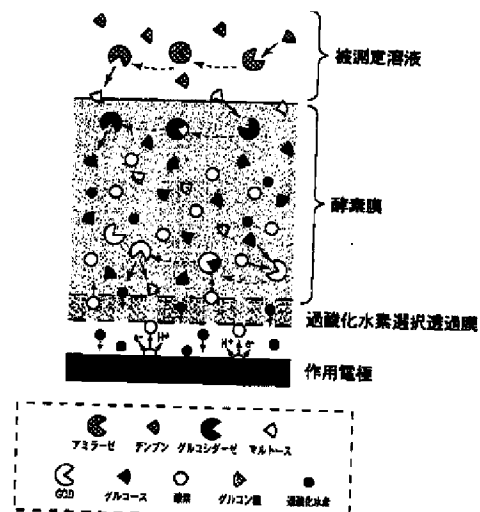 被測定溶液
酵素膜
過酸化水素選択透過膜
H⁺
H⁺ e⁻
作用電極
アミラーゼ デンプン グルコシダーゼ マルトース
GOD グルコース 酸素 グルコン酸 過酸化水素